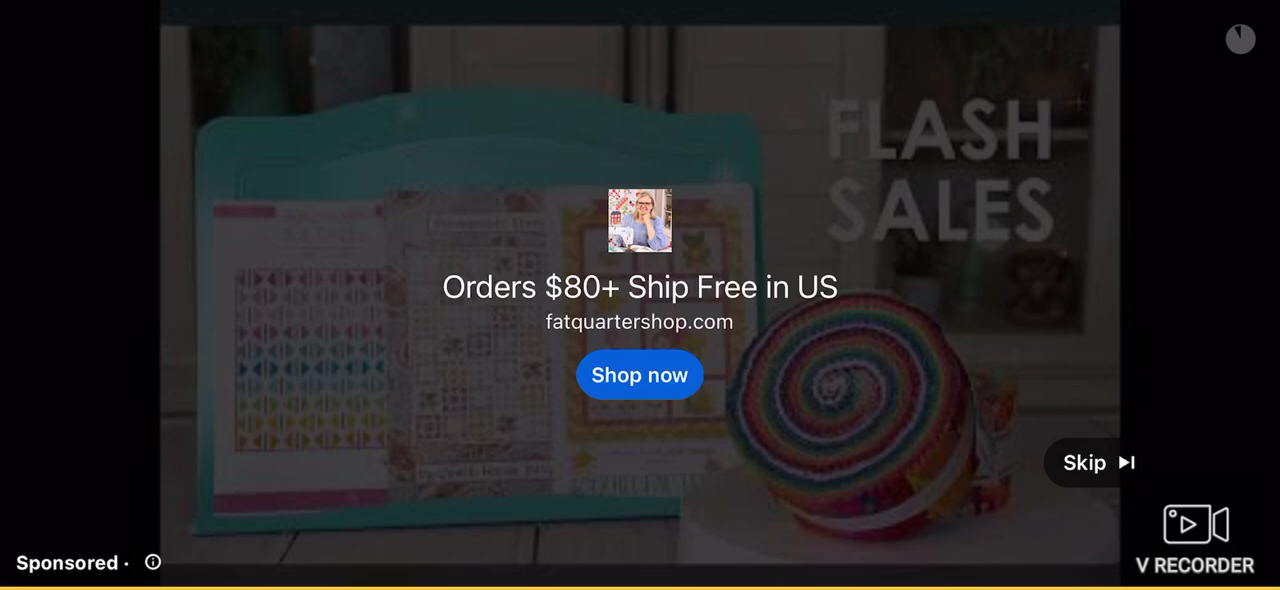 FLASH
SALES
Orders $80+ Ship Free in US
fatquartershop.com
Shop now
Skip
Sponsored ·
V RECORDER